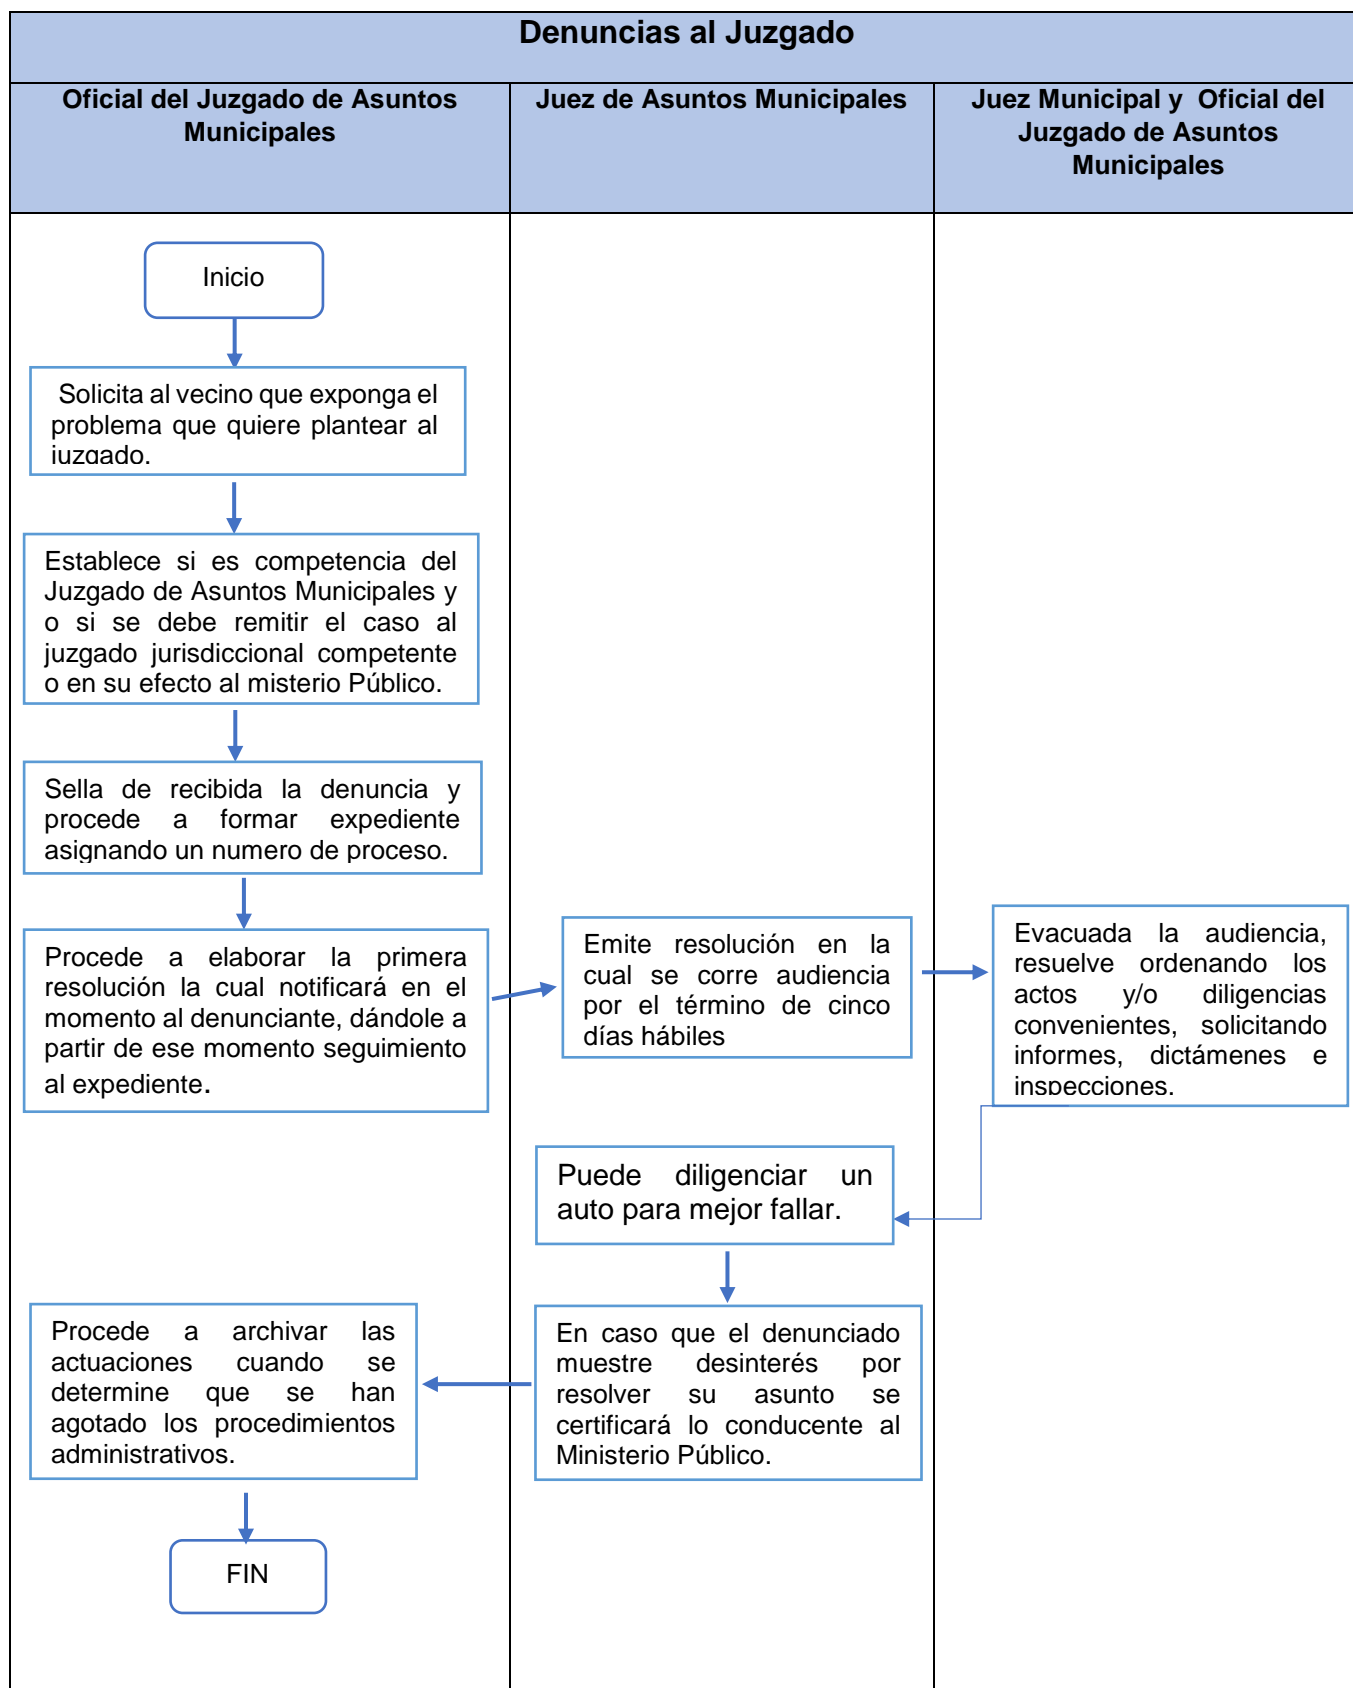 Denuncias al Juzgado
Oficial del Juzgado de Asuntos
Municipales
Juez de Asuntos Municipales
Juez Municipal y Oficial del
Juzgado de Asuntos
Municipales
Inicio
Solicita al vecino que exponga el
problema que quiere plantear al
juzgado.
Establece si es competencia del
Juzgado de Asuntos Municipales y
o si se debe remitir el caso al
juzgado jurisdiccional competente
o en su efecto al misterio Público.
Sella de recibida la denuncia y
procede a formar expediente
asignando un numero de proceso.
Procede a elaborar la primera
resolución la cual notificará en el
momento al denunciante, dándole a
partir de ese momento seguimiento
al expediente.
Emite resolución en la
cual se corre audiencia
por el término de cinco
días hábiles
Evacuada la audiencia,
resuelve ordenando los
actos y/o diligencias
convenientes, solicitando
informes, dictámenes e
inspecciones.
Puede diligenciar un
auto para mejor fallar.
En caso que el denunciado
muestre desinterés por
resolver su asunto se
certificará lo conducente al
Ministerio Público.
Procede a archivar las
actuaciones cuando se
determine que se han
agotado los procedimientos
administrativos.
FIN